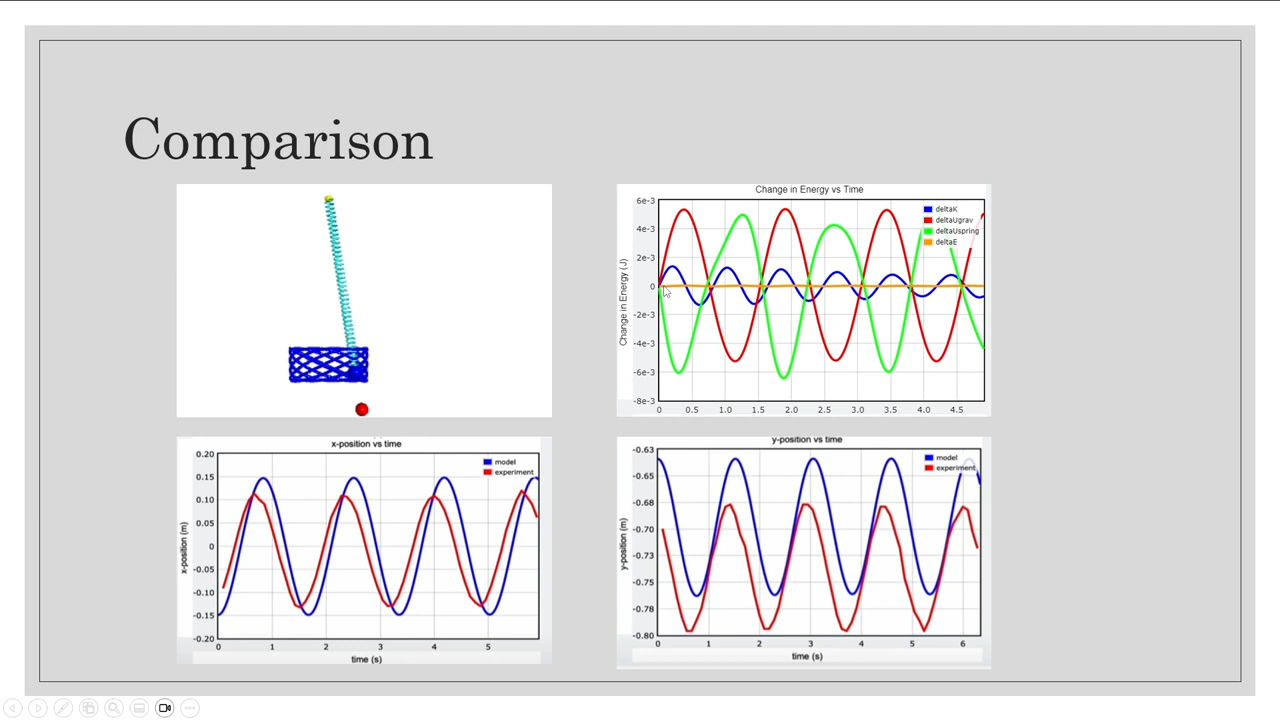 Comparison
Change in Energy vs Time
Change in Energy (J)
6e-3
4e-3
2e-3
0
-2e-3
-4e-3
-6e-3
-8e-3
0 0.5 1.0 1.5 2.0 2.5 3.0 3.5 4.0 4.5
deltaK
deltaUgrav
deltaUspring
deltaE
x-position vs time
x-position (m)
0.20
0.15
0.10
0.05
0
-0.05
-0.10
-0.15
-0.20
0 1 2 3 4 5
time (s)
model
experiment
y-position vs time
y-position (m)
-0.63
-0.65
-0.68
-0.70
-0.73
-0.75
-0.78
-0.80
0 1 2 3 4 5 6
time (s)
model
experiment